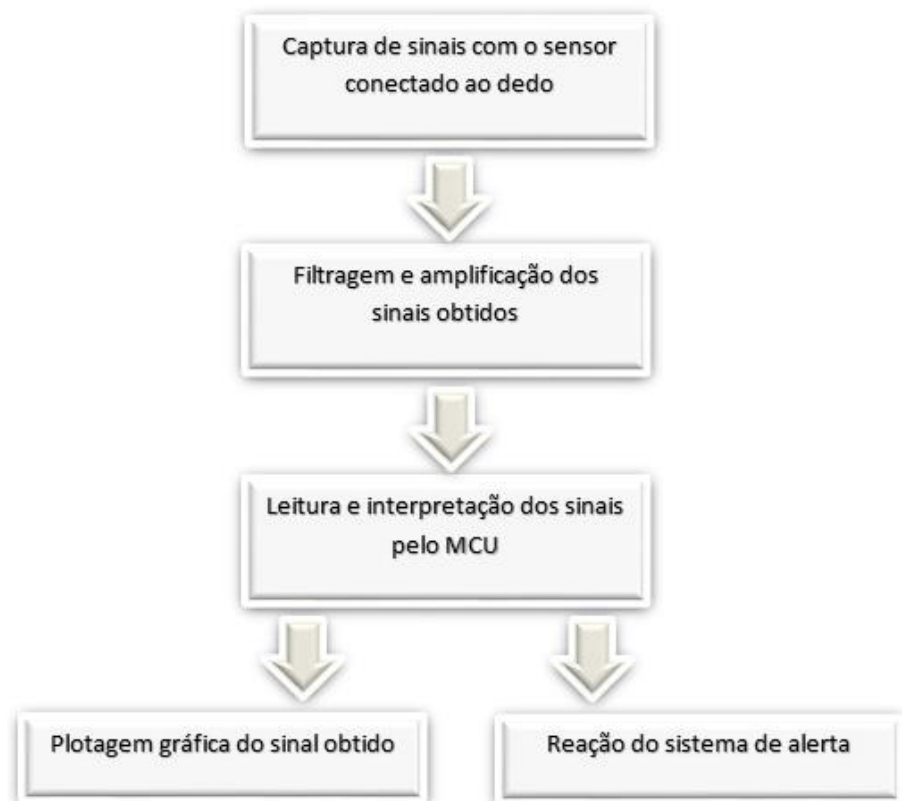 Captura de sinais com o sensor
conectado ao dedo
Filtragem e amplificação dos
sinais obtidos
Leitura e interpretação dos sinais
pelo MCU
Plotagem gráfica do sinal obtido
Reação do sistema de alerta